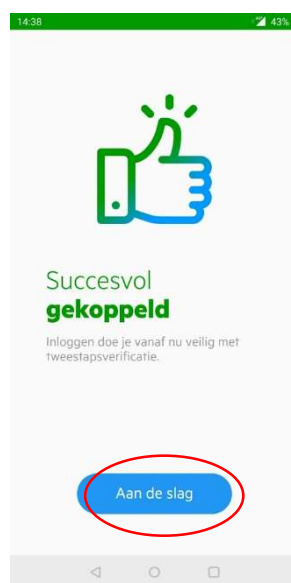 14:38 43%
Succesvol
gekoppeld
Inloggen doe je vanaf nu veilig met
tweestapsverificatie.
Aan de slag